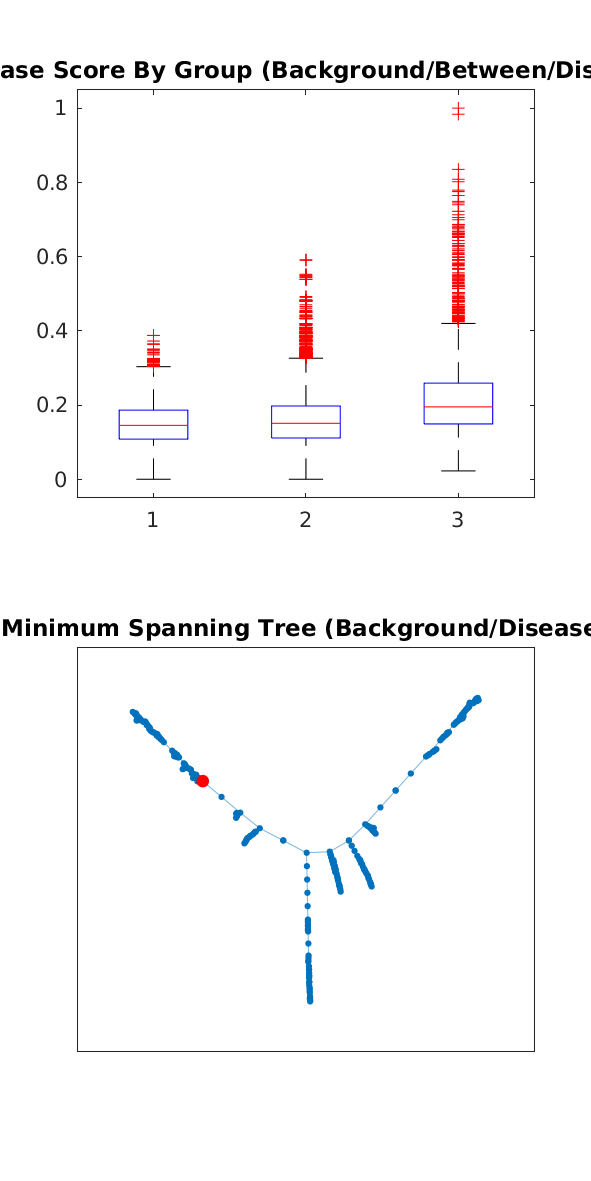 ase Score By Group (Background/Between/Dis
1
0.8
0.6
0.4
0.2
0
1 2 3
Minimum Spanning Tree (Background/Disease